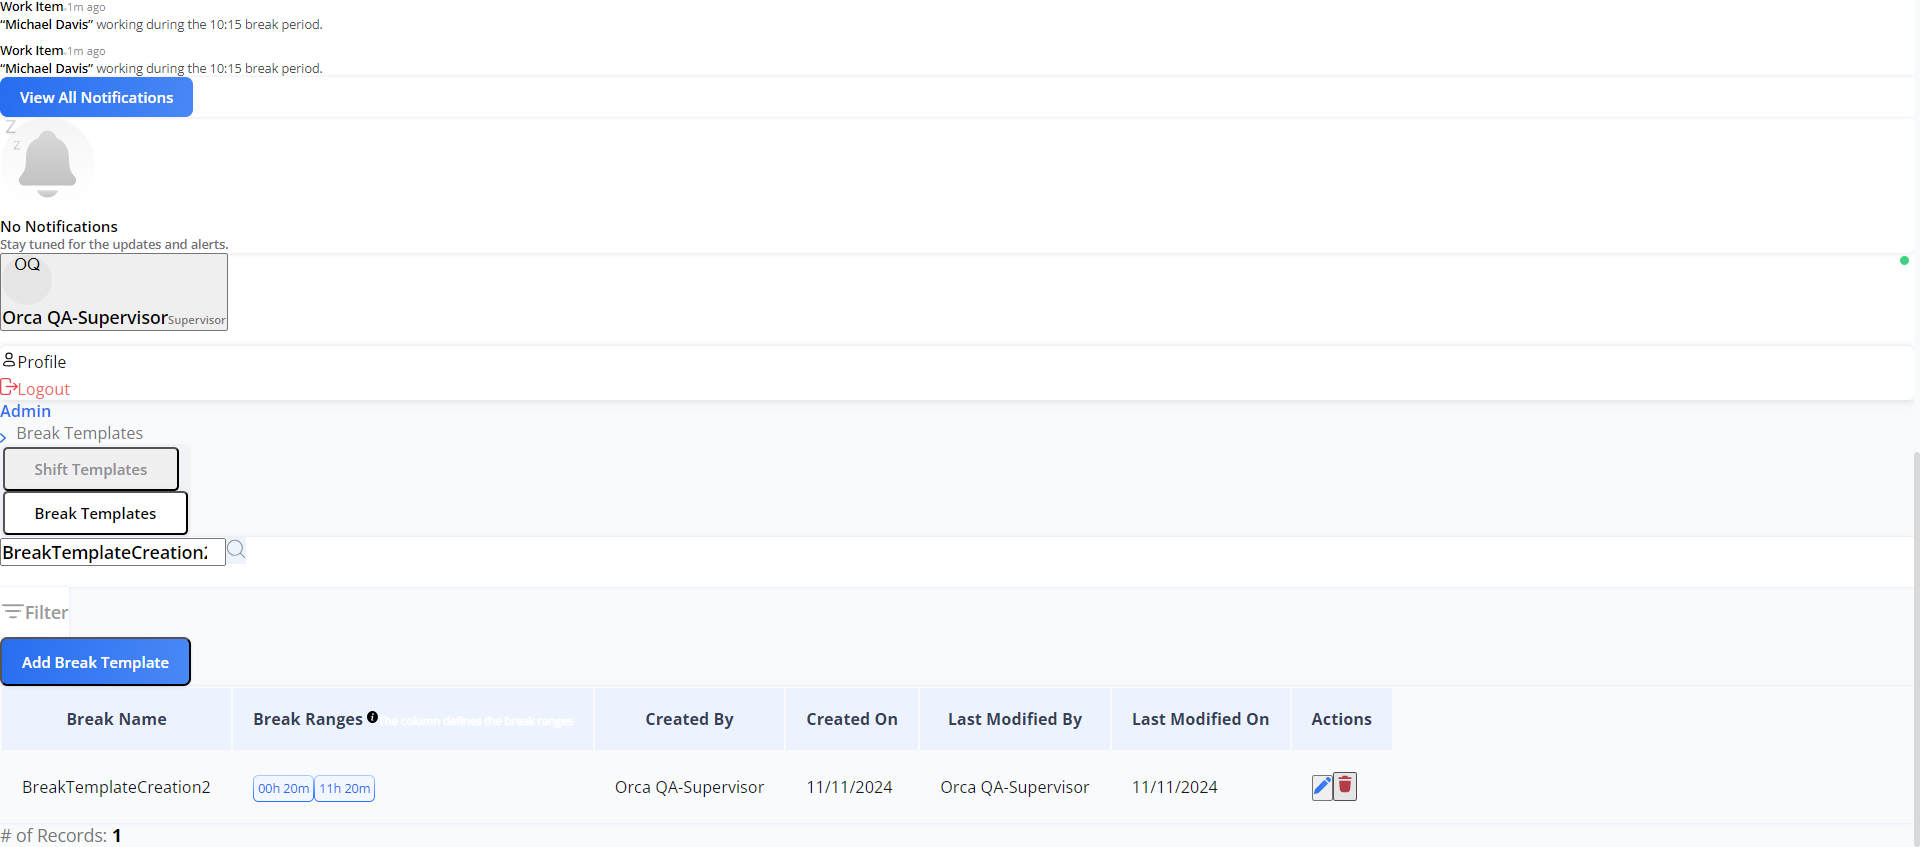 Work Item 1m ago
“Michael Davis” working during the 10:15 break period.
Work Item 1m ago
“Michael Davis” working during the 10:15 break period.
View All Notifications
Z
z
No Notifications
Stay tuned for the updates and alerts.
OQ
Orca QA-Supervisor Supervisor
Profile
Logout
Admin
Break Templates
Shift Templates
Break Templates
BreakTemplateCreation2
Filter
Add Break Template
Break Name Break Ranges The column defines the break ranges Created By Created On Last Modified By Last Modified On Actions
BreakTemplateCreation2 00h 20m 11h 20m Orca QA-Supervisor 11/11/2024 Orca QA-Supervisor 11/11/2024
# of Records: 1